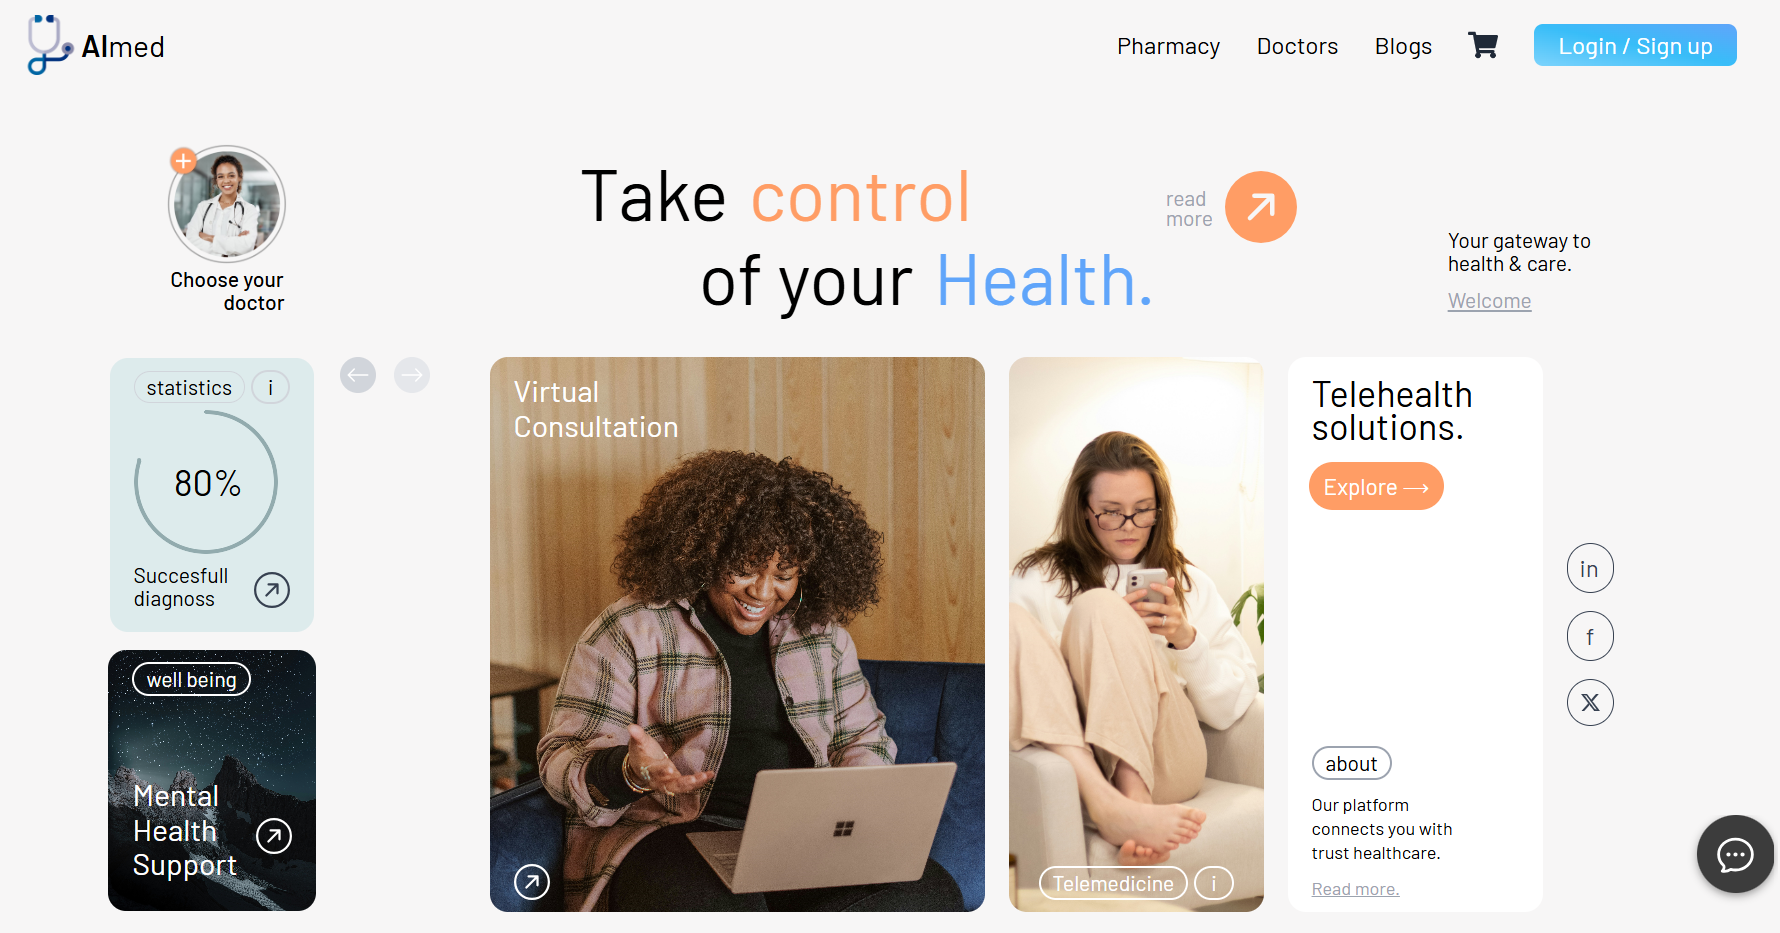 AImed
Pharmacy
Doctors
Blogs
Login / Sign up
Choose your
doctor
Take control
of your Health.
read
more
Your gateway to
health & care.
Welcome
statistics
i
80%
Succesfull
diagnoss
well being
Mental
Health
Support
Virtual
Consultation
Telemedicine
i
Telehealth
solutions.
Explore ⟶
about
Our platform
connects you with
trust healthcare.
Read more.
in
f
X